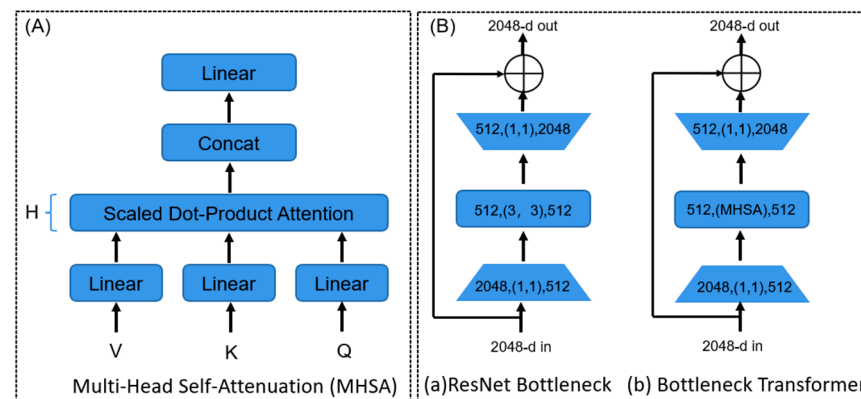 (A)
Linear
Concat
H
Scaled Dot-Product Attention
Linear
Linear
Linear
V
K
Q
Multi-Head Self-Attenuation (MHSA)
(B)
2048-d out
512,(1,1),2048
512,(3, 3),512
2048,(1,1),512
2048-d in
(a)ResNet Bottleneck
2048-d out
512,(1,1),2048
512,(MHSA),512
2048,(1,1),512
2048-d in
(b) Bottleneck Transformer